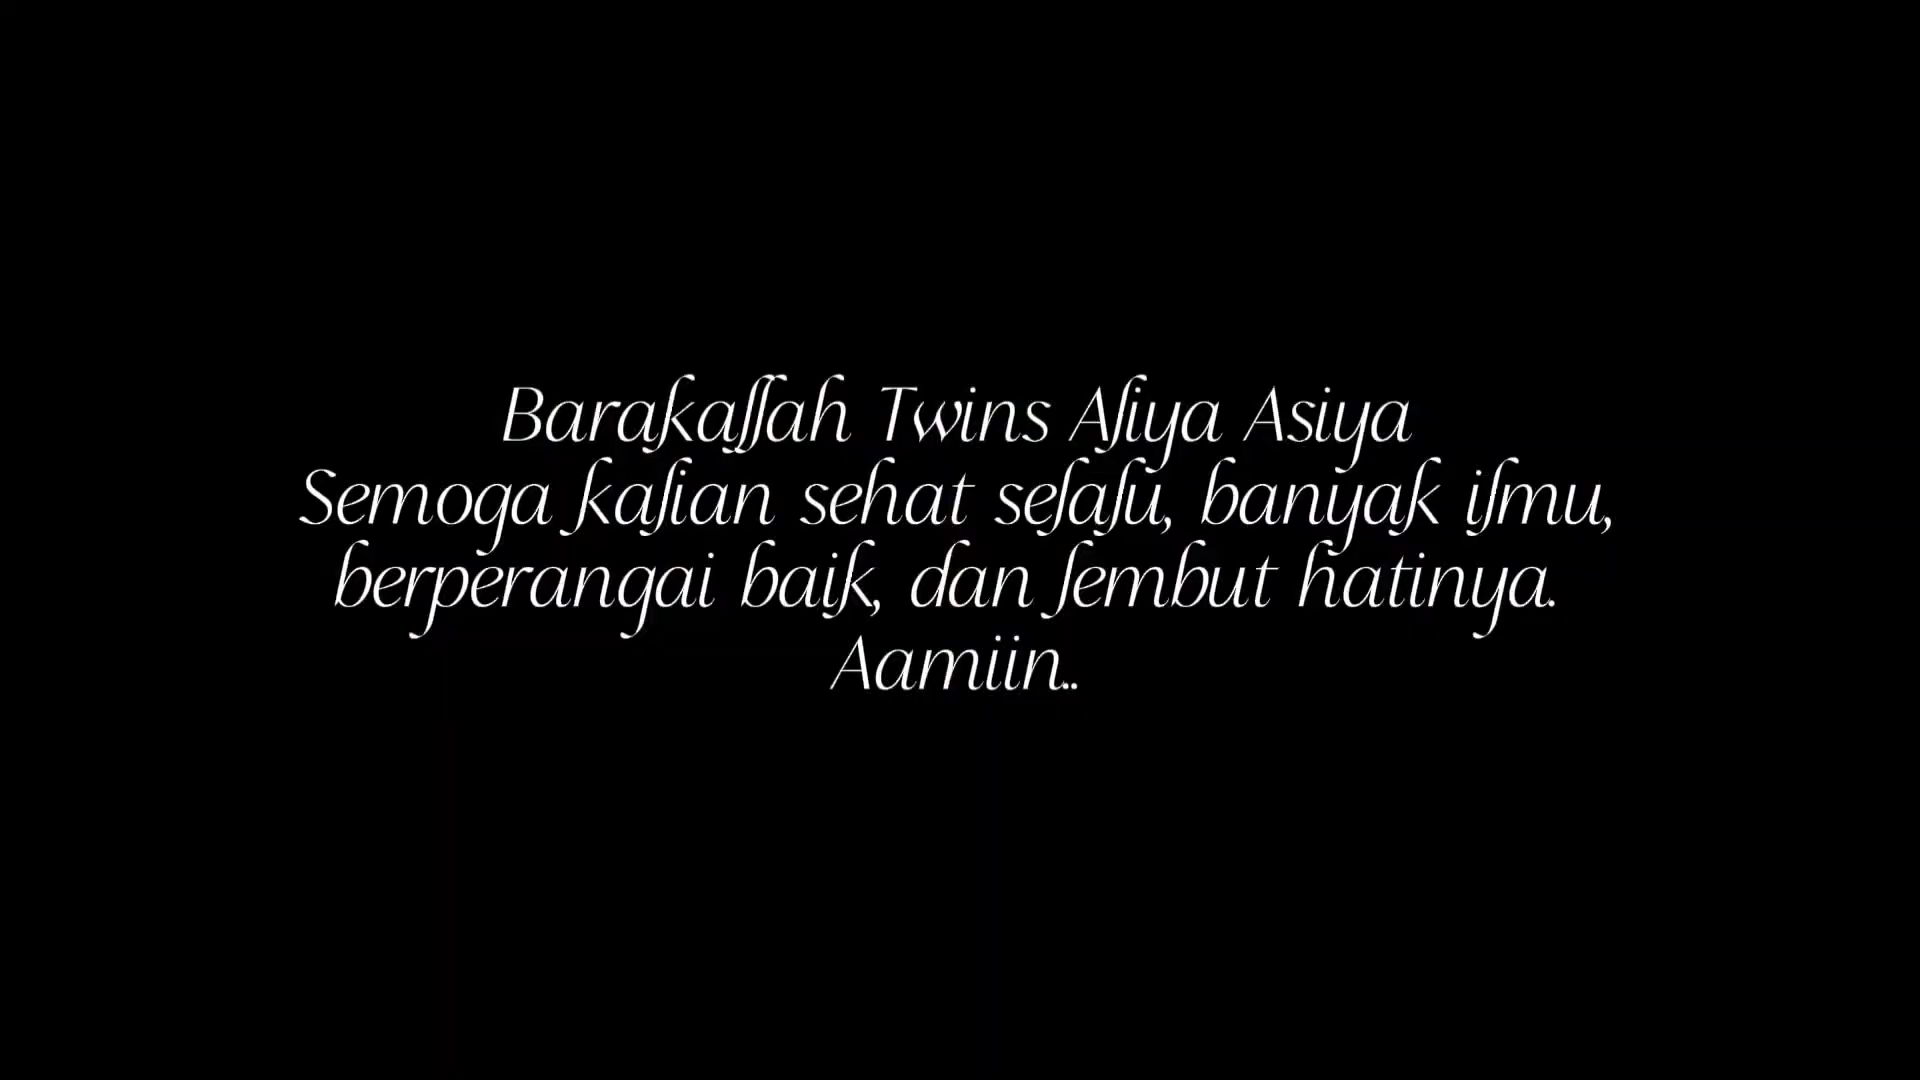 Barakallah Twins Aliya Asiya
Semoga kalian sehat selalu, banyak ilmu,
berperangai baik, dan lembut hatinya.
Aamiin..